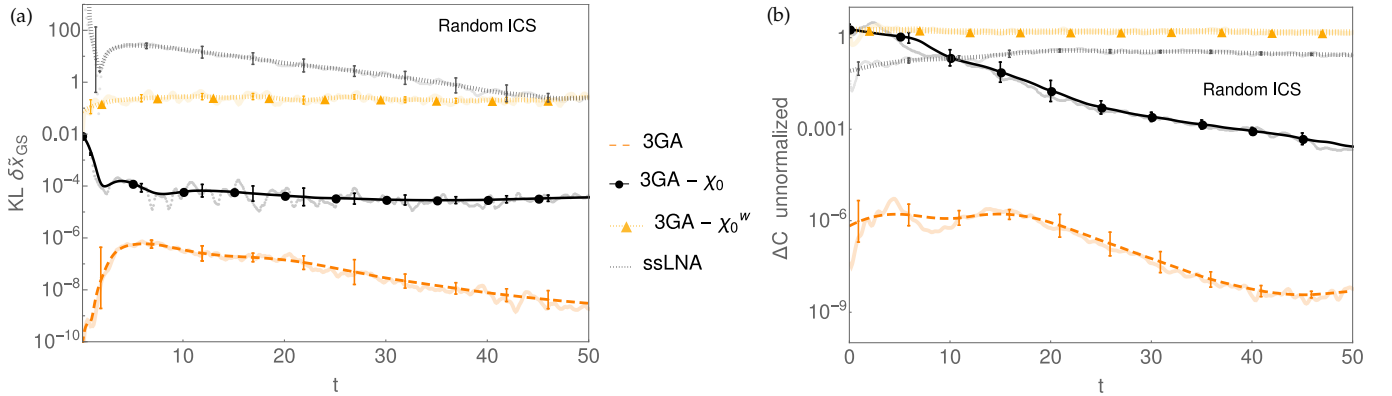 (a)
Random ICS
KL δx̃GS
100
1
0.01
10⁻⁴
10⁻⁶
10⁻⁸
10⁻¹⁰
10
20
30
40
50
t
3GA
3GA − χ₀
3GA − χ₀ʷ
ssLNA
(b)
Random ICS
ΔC unnormalized
1
0.001
10⁻⁶
10⁻⁹
0
10
20
30
40
50
t